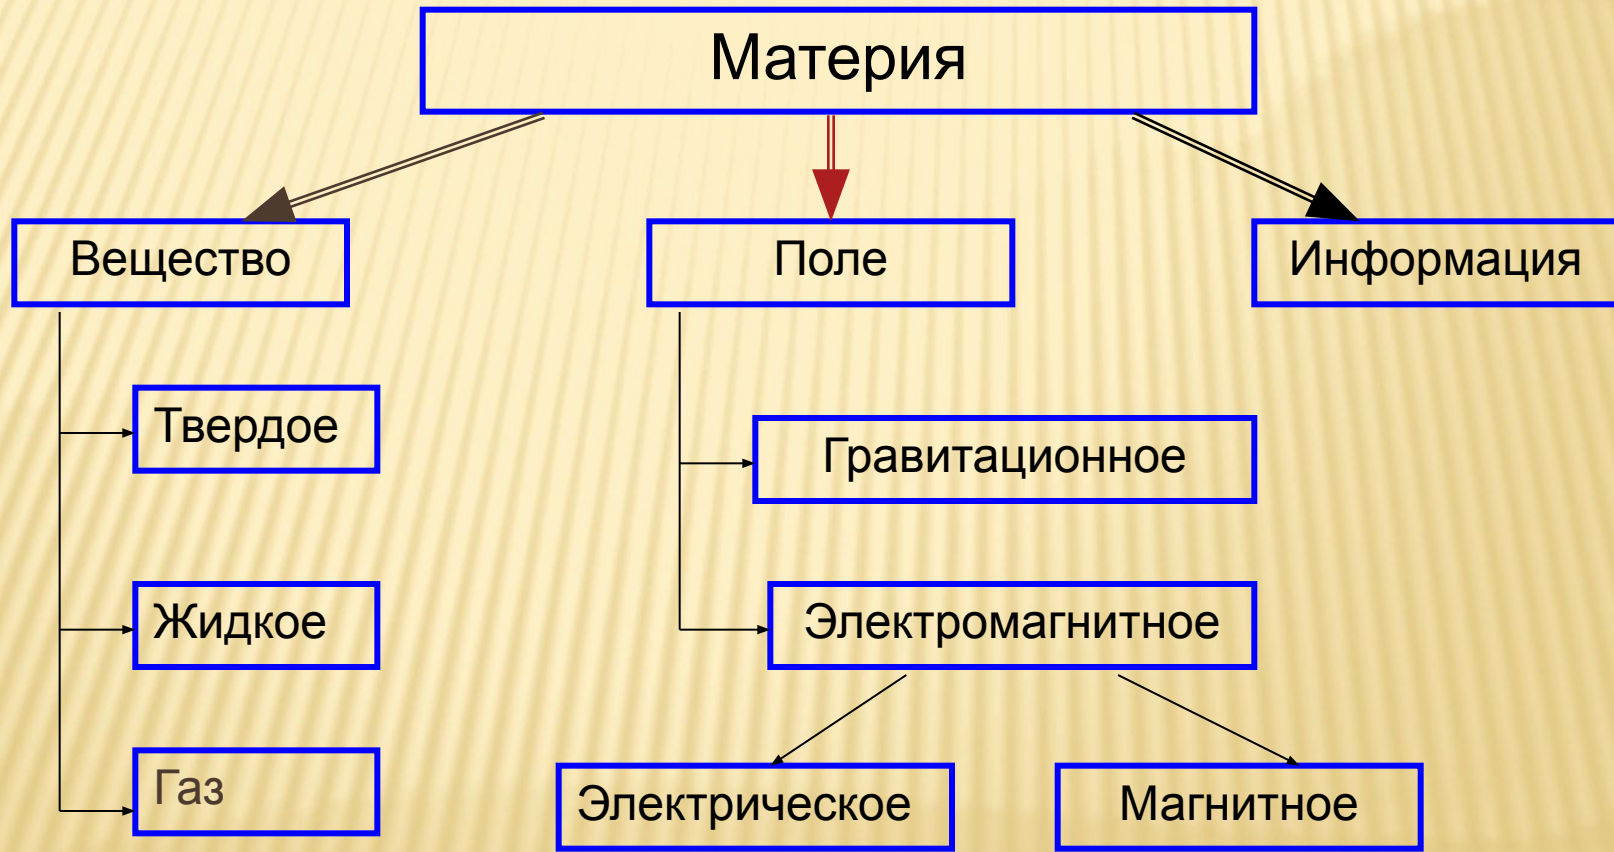 Материя
Вещество
Поле
Информация
Твердое
Гравитационное
Жидкое
Электромагнитное
Газ
Электрическое
Магнитное